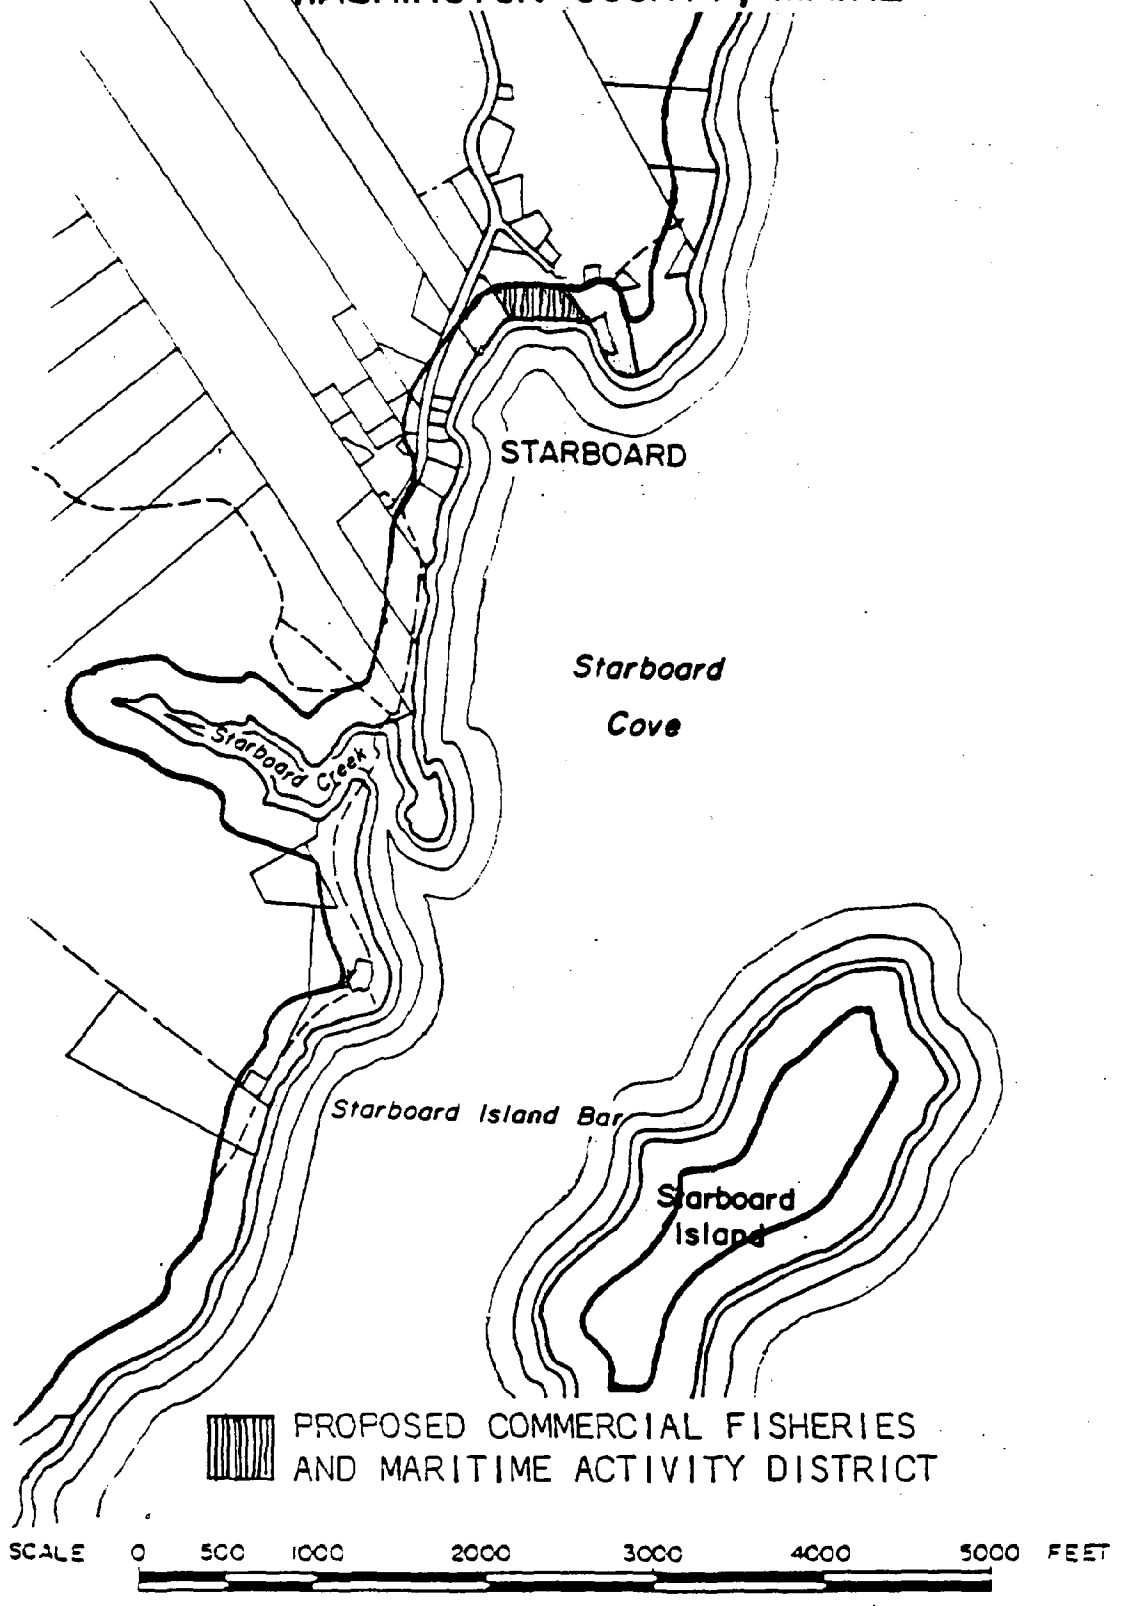 STARBOARD
Starboard
Cove
Starboard Creek
Starboard Island Bar
Starboard
Island
PROPOSED COMMERCIAL FISHERIES
AND MARITIME ACTIVITY DISTRICT
SCALE 0 500 1000 2000 3000 4000 5000 FEET